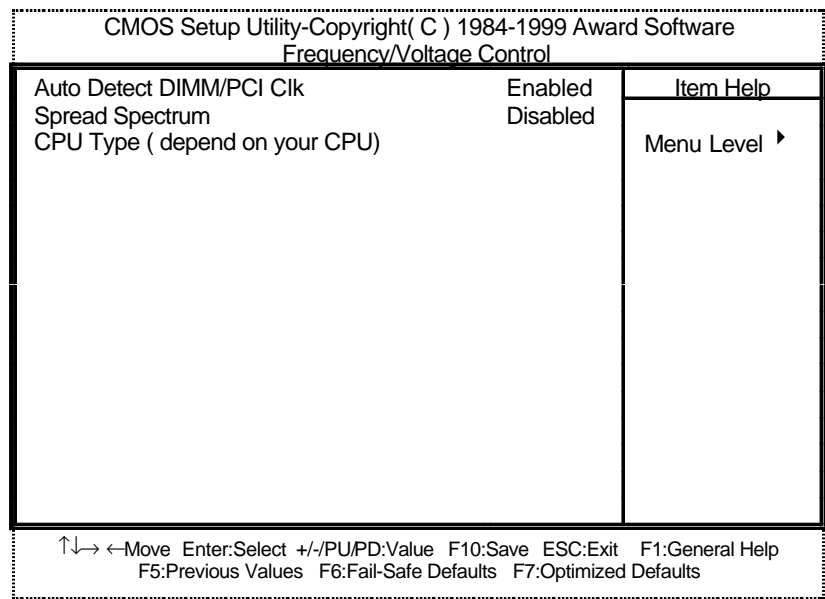 CMOS Setup Utility-Copyright( C ) 1984-1999 Award Software
Frequency/Voltage Control
Auto Detect DIMM/PCI Clk Enabled
Spread Spectrum Disabled
CPU Type ( depend on your CPU)
Item Help
Menu Level
↑↓→ ←Move Enter:Select +/-/PU/PD:Value F10:Save ESC:Exit F1:General Help
F5:Previous Values F6:Fail-Safe Defaults F7:Optimized Defaults